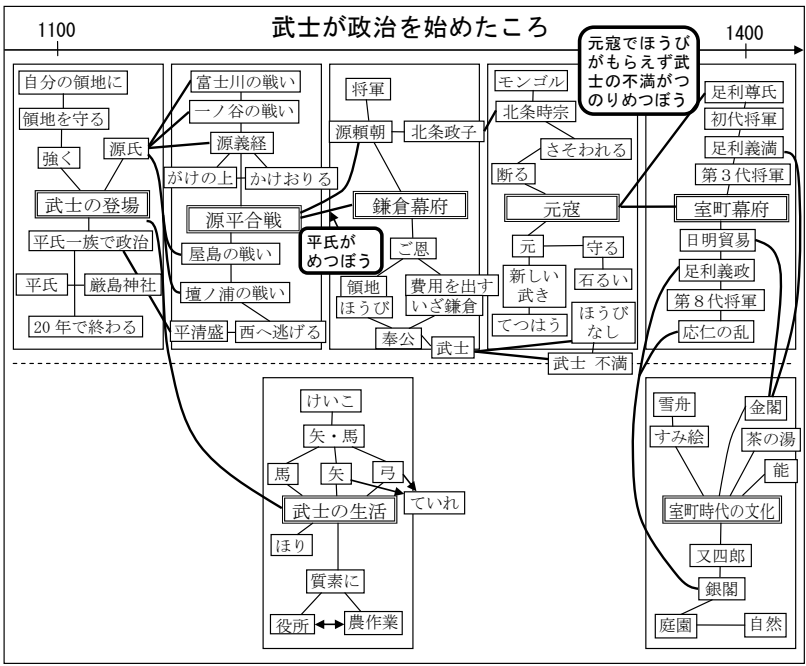 1100
武士が政治を始めたころ
1400
自分の領地に
領地を守る
強く
源氏
武士の登場
平氏一族で政治
平氏
厳島神社
20年で終わる
富士川の戦い
一ノ谷の戦い
源義経
がけの上
かけおりる
源平合戦
屋島の戦い
壇ノ浦の戦い
平清盛
西へ逃げる
平氏が
めつぼう
将軍
源頼朝
北条政子
鎌倉幕府
ご恩
領地
ほうび
費用を出す
いざ鎌倉
奉公
武士
モンゴル
北条時宗
さそわれる
断る
元寇
元
守る
新しい
武き
石るい
てつはう
ほうび
なし
武士 不満
元寇でほうび
がもらえず武
士の不満がつ
のりめつぼう
足利尊氏
初代将軍
足利義満
第3代将軍
室町幕府
日明貿易
足利義政
第8代将軍
応仁の乱
けいこ
矢・馬
馬
矢
弓
ていれ
武士の生活
ほり
質素に
役所
農作業
雪舟
すみ絵
金閣
茶の湯
能
室町時代の文化
又四郎
銀閣
庭園
自然